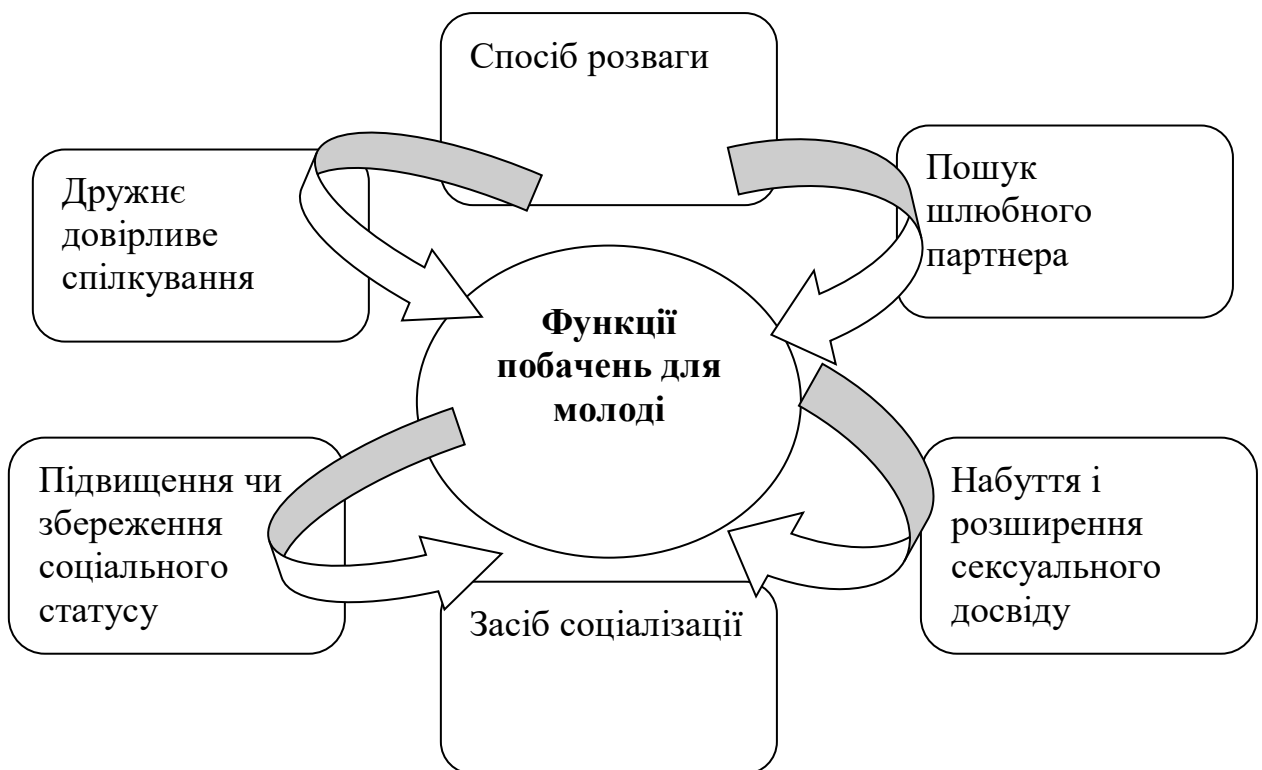 Спосіб розваги
Дружнє
довірливе
спілкування
Пошук
шлюбного
партнера
Функції
побачень для
молоді
Підвищення чи
збереження
соціального
статусу
Набуття і
розширення
сексуального
досвіду
Засіб соціалізації